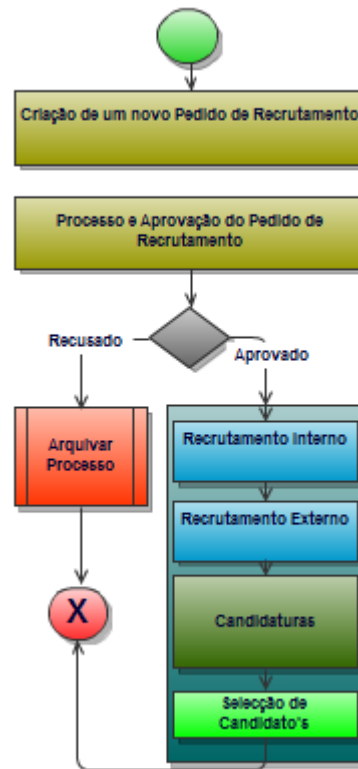 Criação de um novo Pedido de Recrutamento
Processo e Aprovação do Pedido de
Recrutamento
Recusado
Aprovado
Arquivar
Processo
Recrutamento Interno
Recrutamento Externo
Candidaturas
X
Selecção de
Candidato's